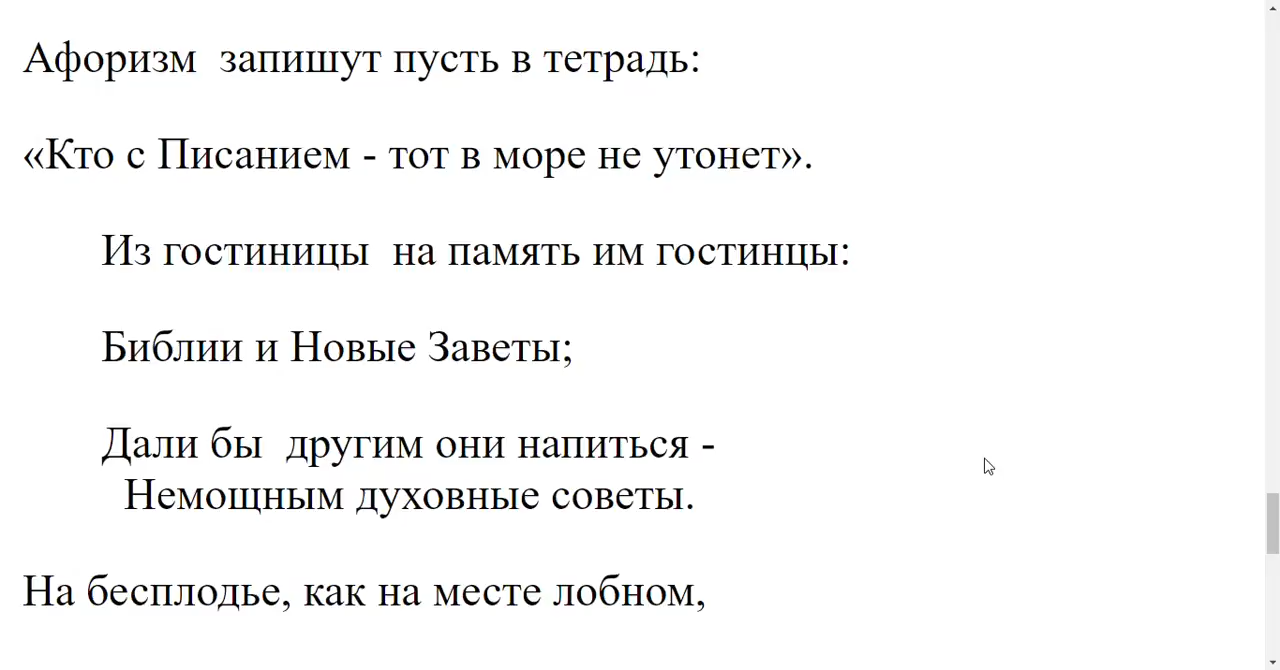 Афоризм  запишут пусть в тетрадь:
«Кто с Писанием - тот в море не утонет».
Из гостиницы  на память им гостинцы:
Библии и Новые Заветы;
Дали бы  другим они напиться -
Немощным духовные советы.
На бесплодье, как на месте лобном,